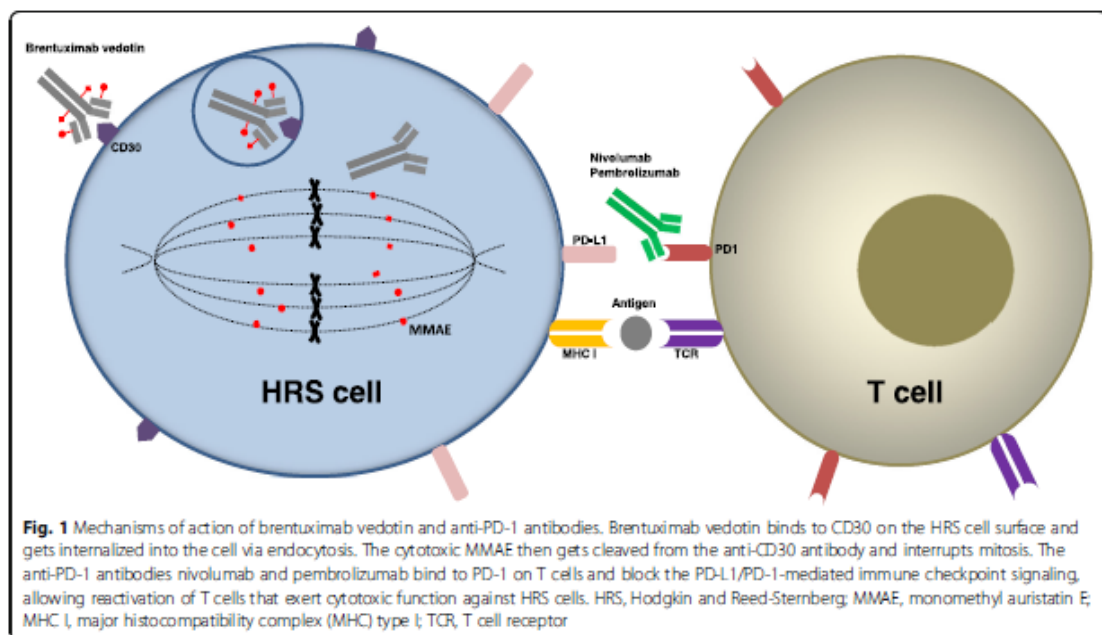 Brentuximab vedotin
CD30
Nivolumab
Pembrolizumab
PD-L1
PD1
Antigen
MMAE
MHC I
TCR
HRS cell
T cell
Fig. 1 Mechanisms of action of brentuximab vedotin and anti-PD-1 antibodies. Brentuximab vedotin binds to CD30 on the HRS cell surface and
gets internalized into the cell via endocytosis. The cytotoxic MMAE then gets cleaved from the anti-CD30 antibody and interrupts mitosis. The
anti-PD-1 antibodies nivolumab and pembrolizumab bind to PD-1 on T cells and block the PD-L1/PD-1-mediated immune checkpoint signaling,
allowing reactivation of T cells that exert cytotoxic function against HRS cells. HRS, Hodgkin and Reed-Sternberg; MMAE, monomethyl auristatin E;
MHC I, major histocompatibility complex (MHC) type I; TCR, T cell receptor